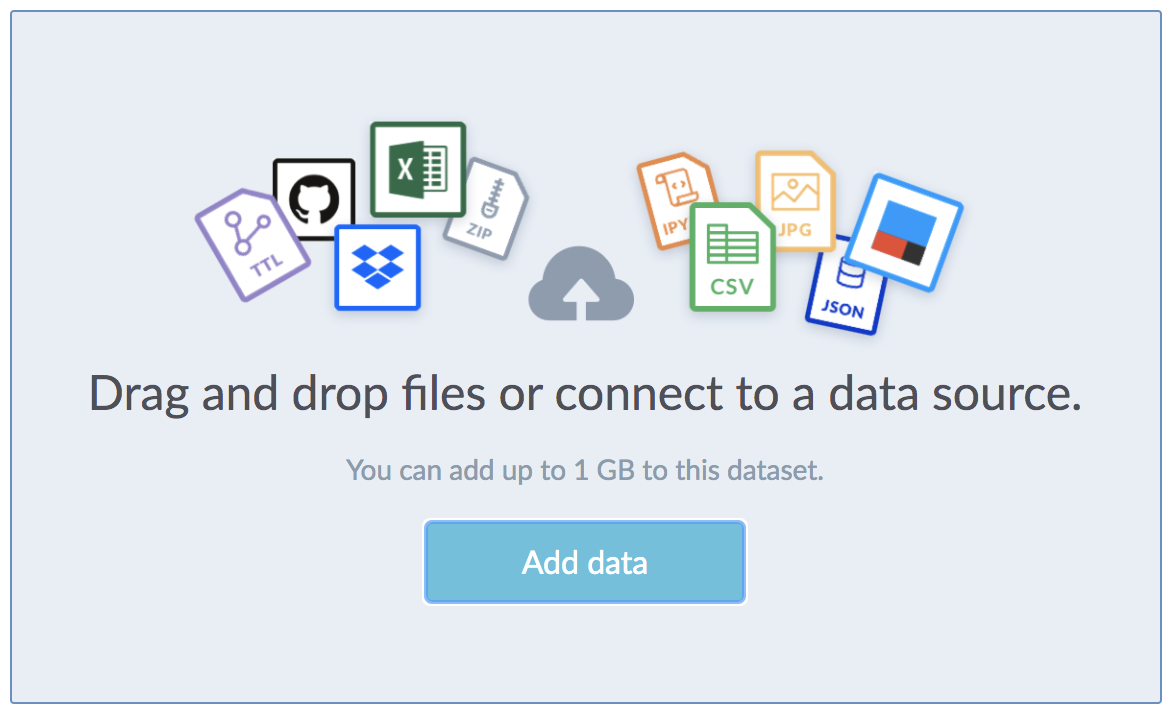 X
ZIP
TTL
IPY
JPG
CSV
JSON
Drag and drop files or connect to a data source.
You can add up to 1 GB to this dataset.
Add data